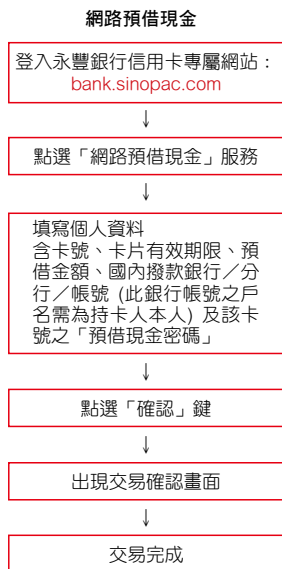 網路預借現金
登入永豐銀行信用卡專屬網站：
bank.sinopac.com
↓
點選「網路預借現金」服務
↓
填寫個人資料
含卡號、卡片有效期限、預
借金額、國內撥款銀行／分
行／帳號 (此銀行帳號之戶
名需為持卡人本人) 及該卡
號之「預借現金密碼」
↓
點選「確認」鍵
↓
出現交易確認畫面
↓
交易完成